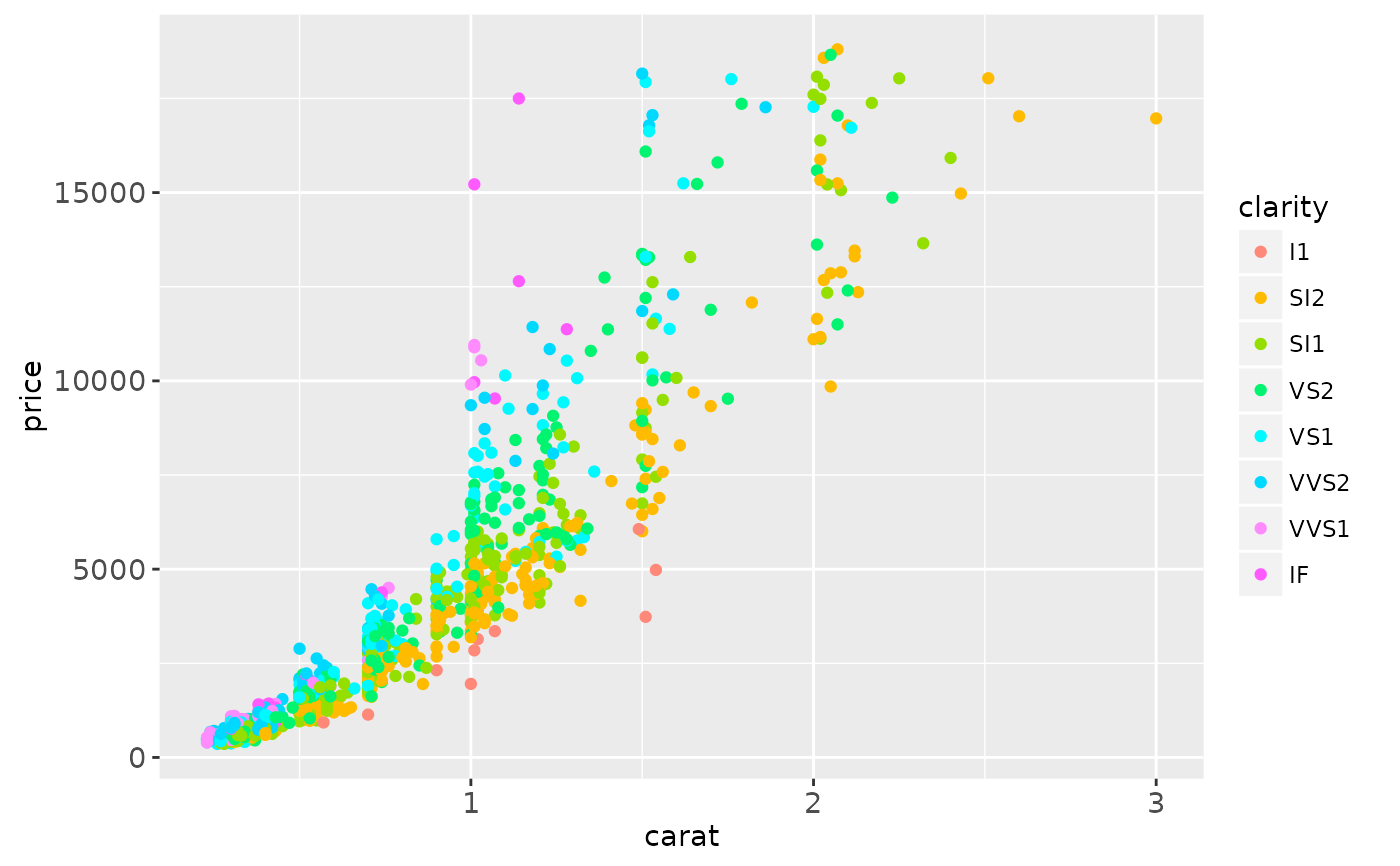 price
15000
10000
5000
0
1 2 3
carat
clarity
I1
SI2
SI1
VS2
VS1
VVS2
VVS1
IF